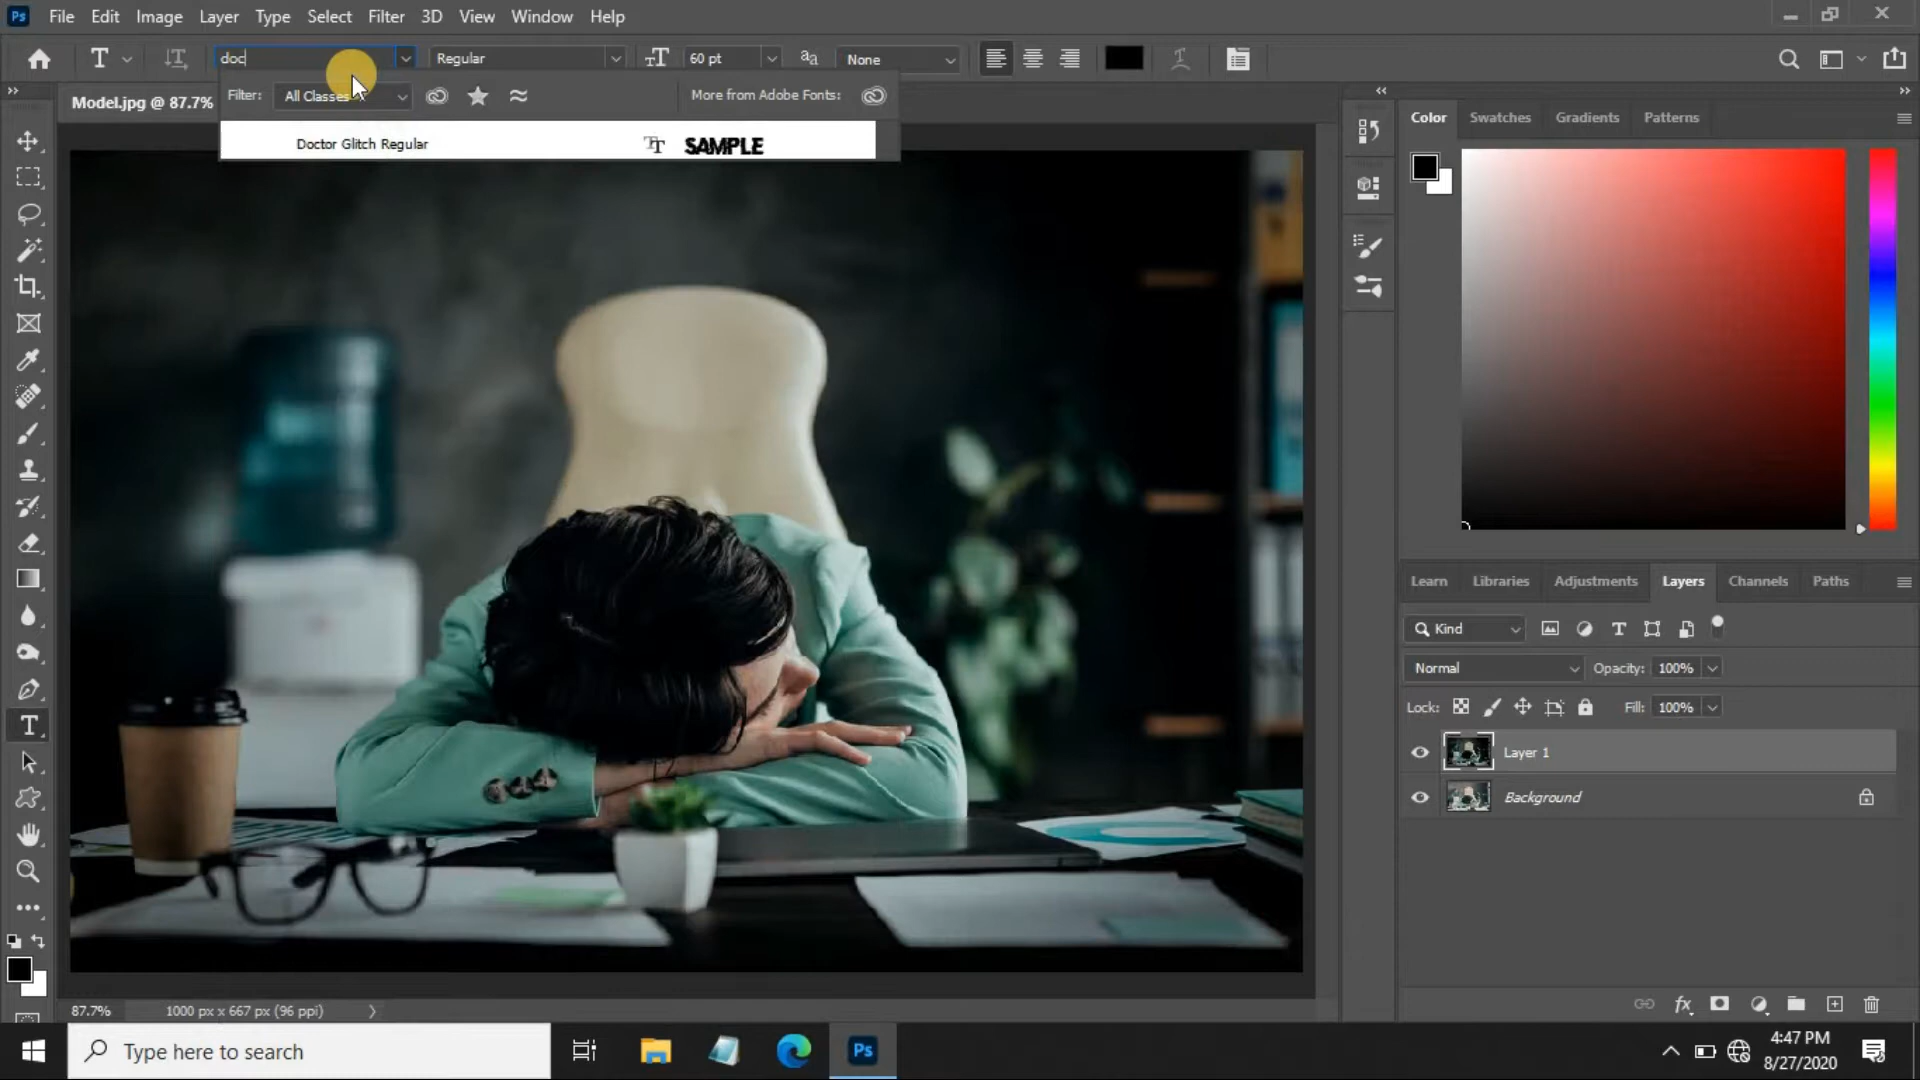 Ps File Edit Image Layer Type Select Filter 3D View Window Help
T doc Regular 60 pt aa None
Filter: All Classes More from Adobe Fonts:
Model.jpg @ 87.7%
Doctor Glitch Regular SAMPLE
Color Swatches Gradients Patterns
Learn Libraries Adjustments Layers Channels Paths
Kind
Normal Opacity: 100%
Lock: Fill: 100%
Layer 1
Background
fx
87.7% 1000 px x 667 px (96 ppi)
Type here to search
Ps
4:47 PM
8/27/2020